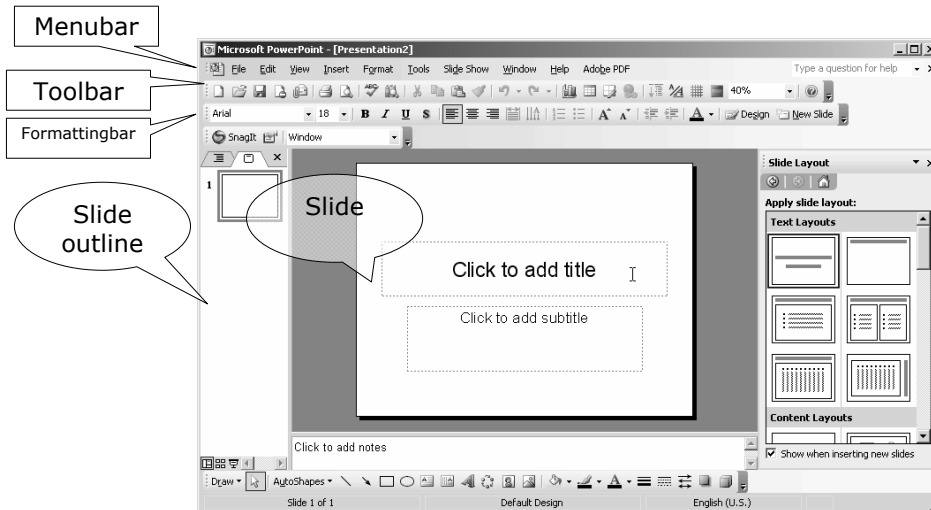 Menubar
Toolbar
Formattingbar
Slide
outline
Slide
Microsoft PowerPoint - [Presentation2]
File Edit View Insert Format Tools Slide Show Window Help Adobe PDF Type a question for help
40%
Arial 18 B I U S A A A Design New Slide
SnagIt Window
1
Slide Layout
Apply slide layout:
Text Layouts
Click to add title
Click to add subtitle
Content Layouts
Click to add notes
Show when inserting new slides
Draw AutoShapes A
Slide 1 of 1 Default Design English (U.S.)